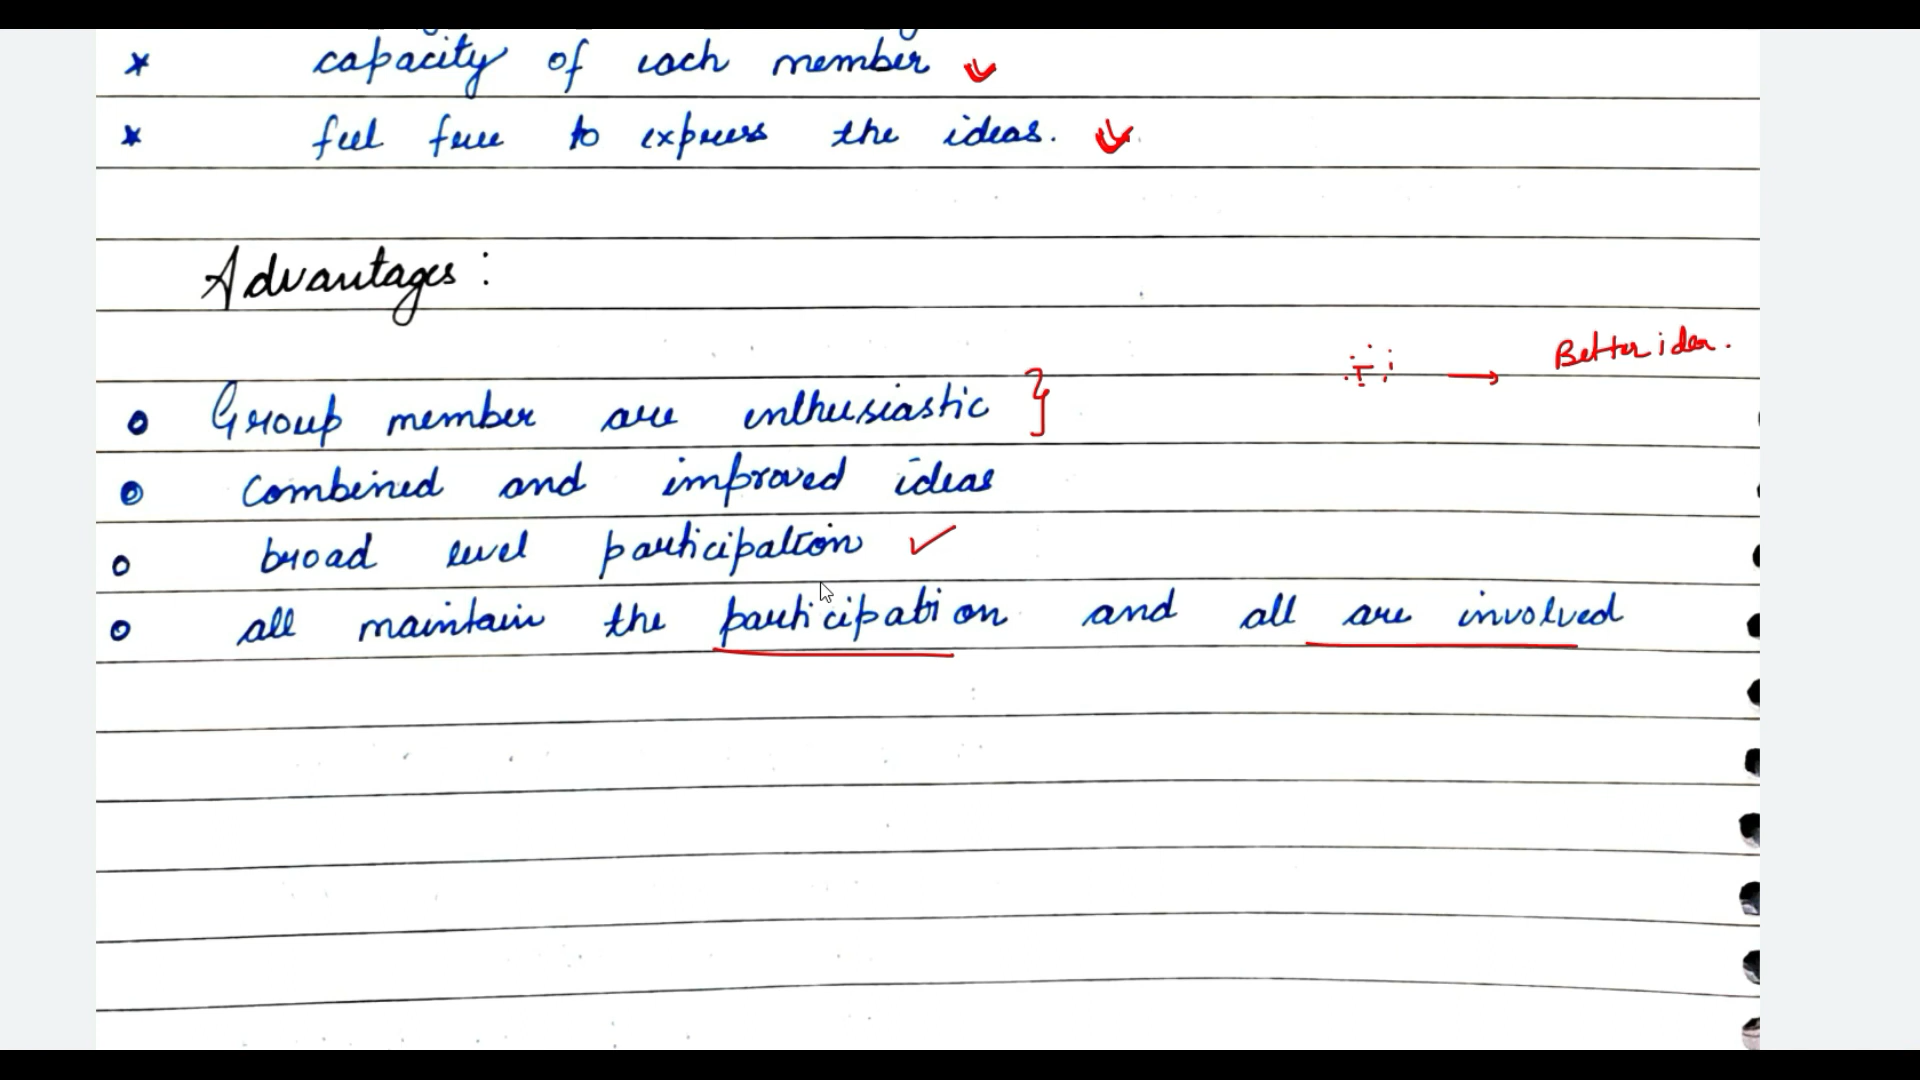 * capacity of each member
* feel free to express the ideas.
Advantages:
Better idea.
Group member are enthusiastic }
combined and improved ideas
broad level participation ✓
all maintain the participation and all are involved